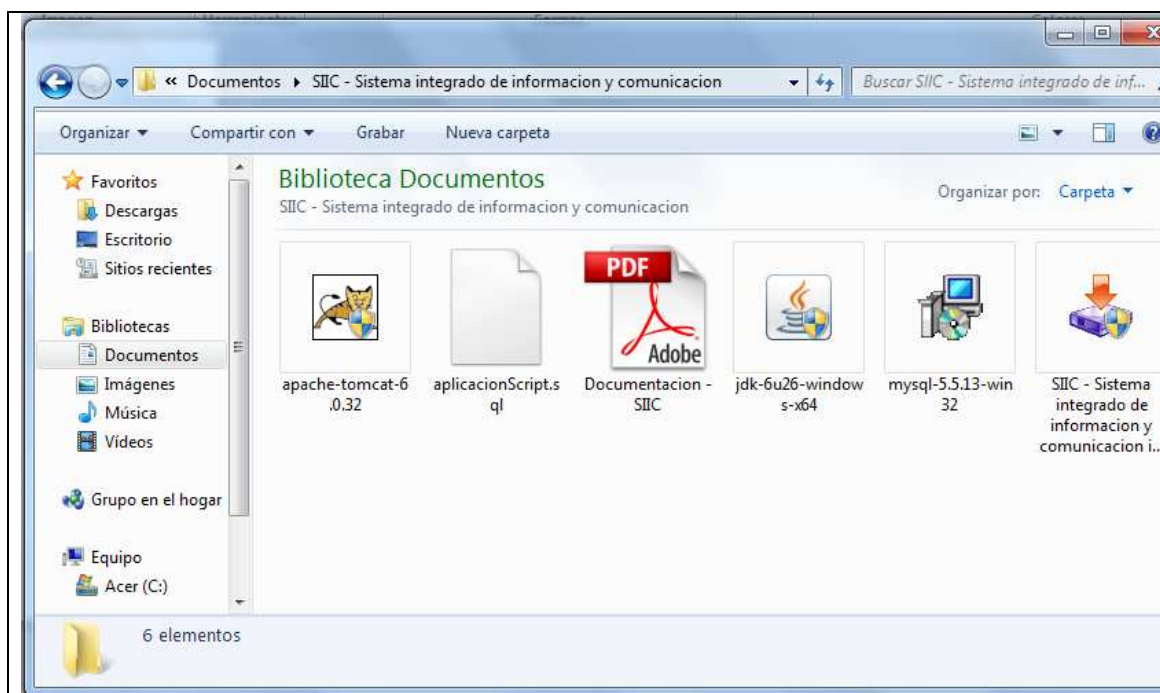 « Documentos ▸ SIIC - Sistema integrado de informacion y comunicacion
Buscar SIIC - Sistema integrado de inf...
Organizar
Compartir con
Grabar
Nueva carpeta
Favoritos
Descargas
Escritorio
Sitios recientes
Bibliotecas
Documentos
Imágenes
Música
Vídeos
Grupo en el hogar
Equipo
Acer (C:)
Biblioteca Documentos
SIIC - Sistema integrado de informacion y comunicacion
Organizar por: Carpeta
apache-tomcat-6
.0.32
aplicacionScript.s
ql
PDF
Adobe
Documentacion -
SIIC
jdk-6u26-window
s-x64
mysql-5.5.13-win
32
SIIC - Sistema
integrado de
informacion y
comunicacion i...
6 elementos